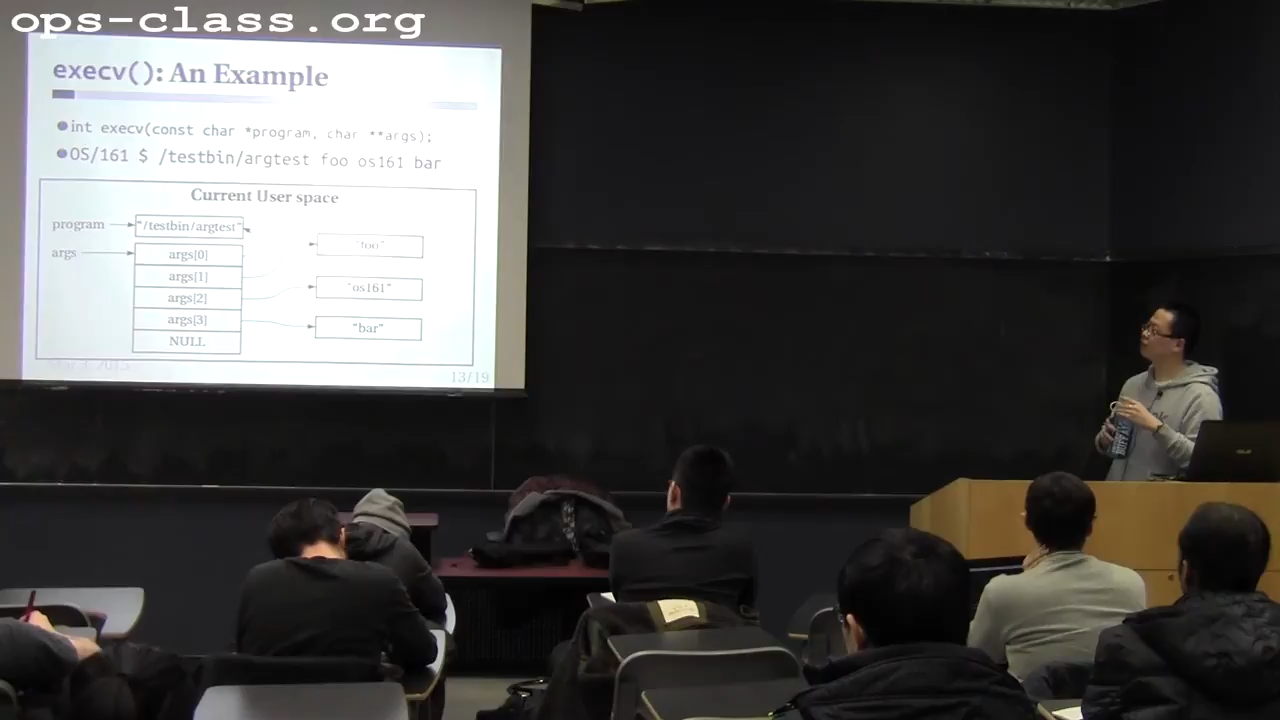 ops-class.org
execv(): An Example
int execv(const char *program, char **args);
OS/161 $ /testbin/argtest foo os161 bar
Current User space
program
"/testbin/argtest"
args
args[0]
args[1]
args[2]
args[3]
NULL
"foo"
"os161"
"bar"
13/19